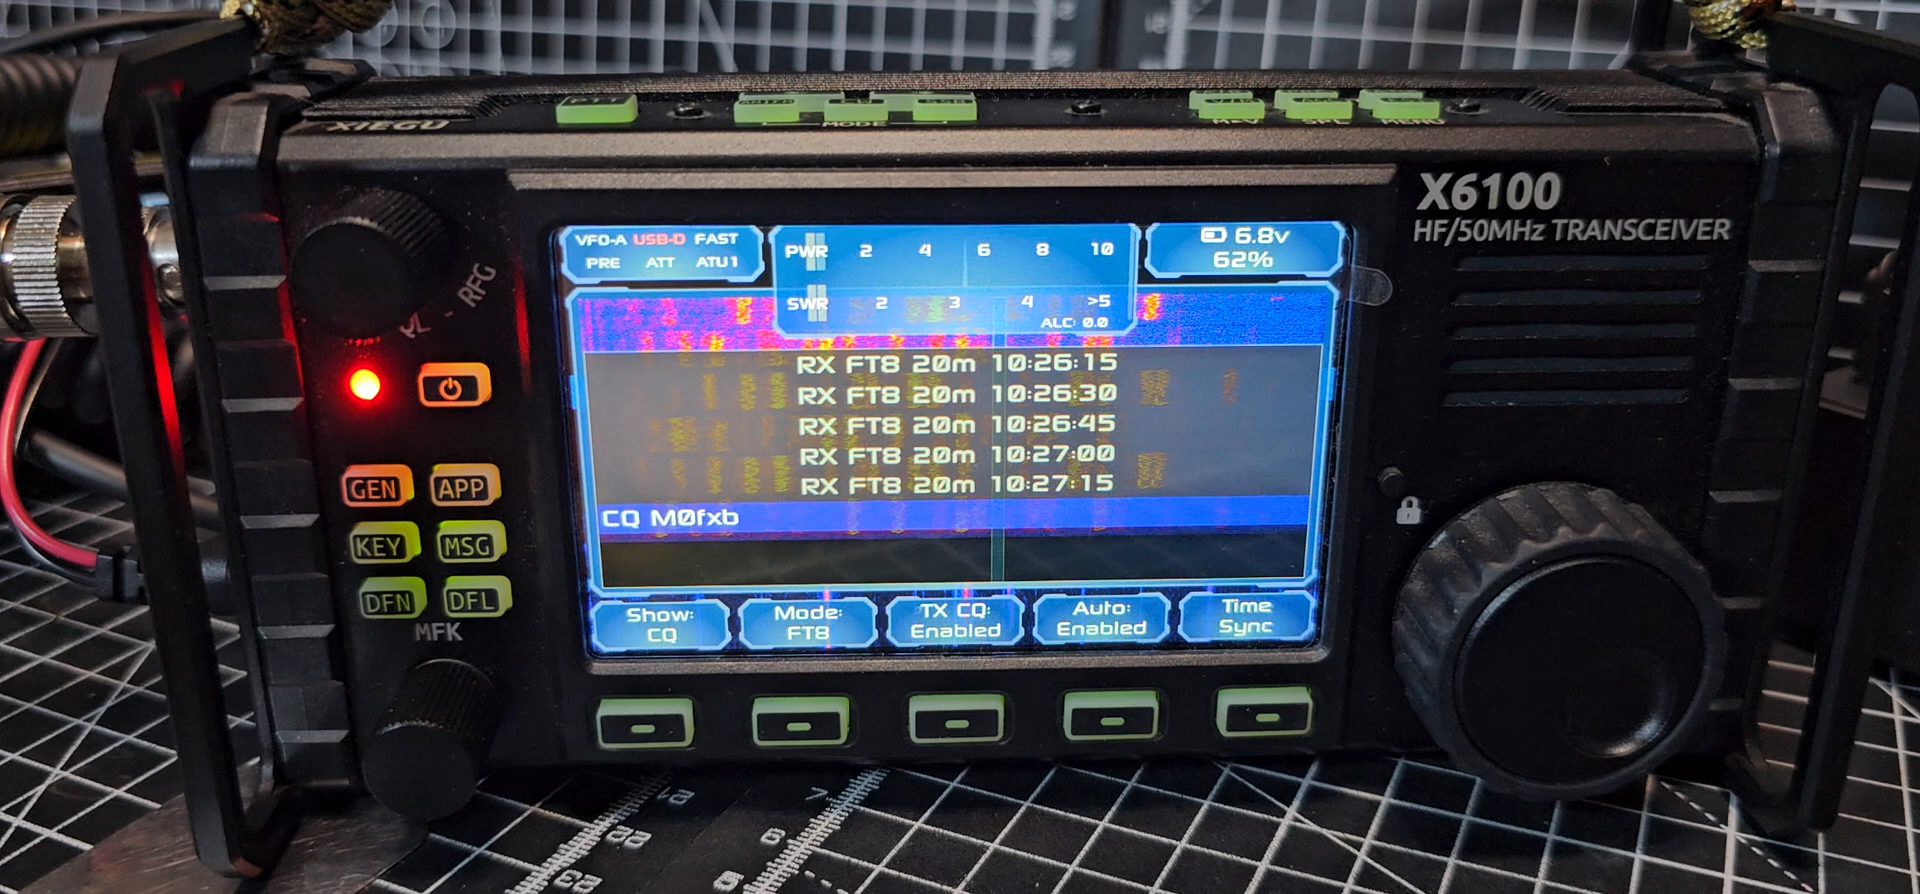 PTT
XIEGU
MODE
MENU
X6100
HF/50MHz TRANSCEIVER
RFG
VFO-A USB-D FAST
PRE ATT ATU1
PWR 2 4 6 8 10
SWR 2 3 4 >5
ALC: 0.0
6.8v
62%
RX FT8 20m 10:26:15
RX FT8 20m 10:26:30
RX FT8 20m 10:26:45
RX FT8 20m 10:27:00
RX FT8 20m 10:27:15
CQ MØfxb
Show:
CQ
Mode:
FT8
TX CQ:
Enabled
Auto:
Enabled
Time
Sync
GEN APP
KEY MSG
DFN DFL
MFK